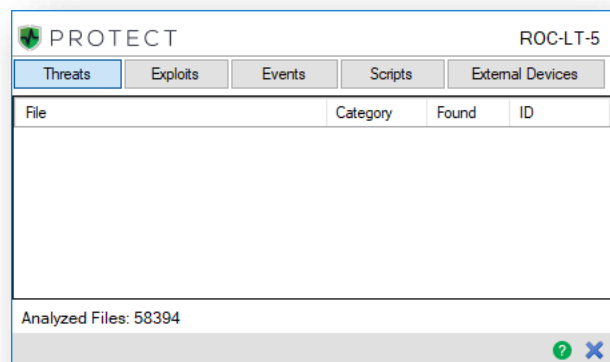 PROTECT ROC-LT-5
Threats Exploits Events Scripts External Devices
File Category Found ID
Analyzed Files: 58394
?